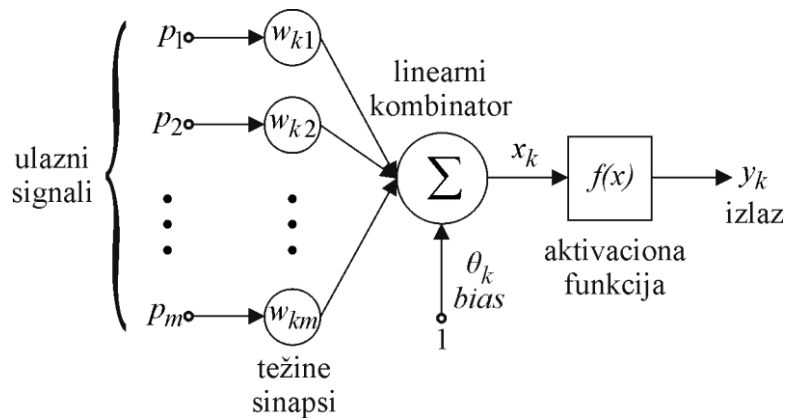 p1
wk1
linearni
kombinator
p2
wk2
ulazni
signali
Σ
xk
f(x)
yk
izlaz
θk
bias
aktivaciona
funkcija
pm
wkm
1
težine
sinapsi